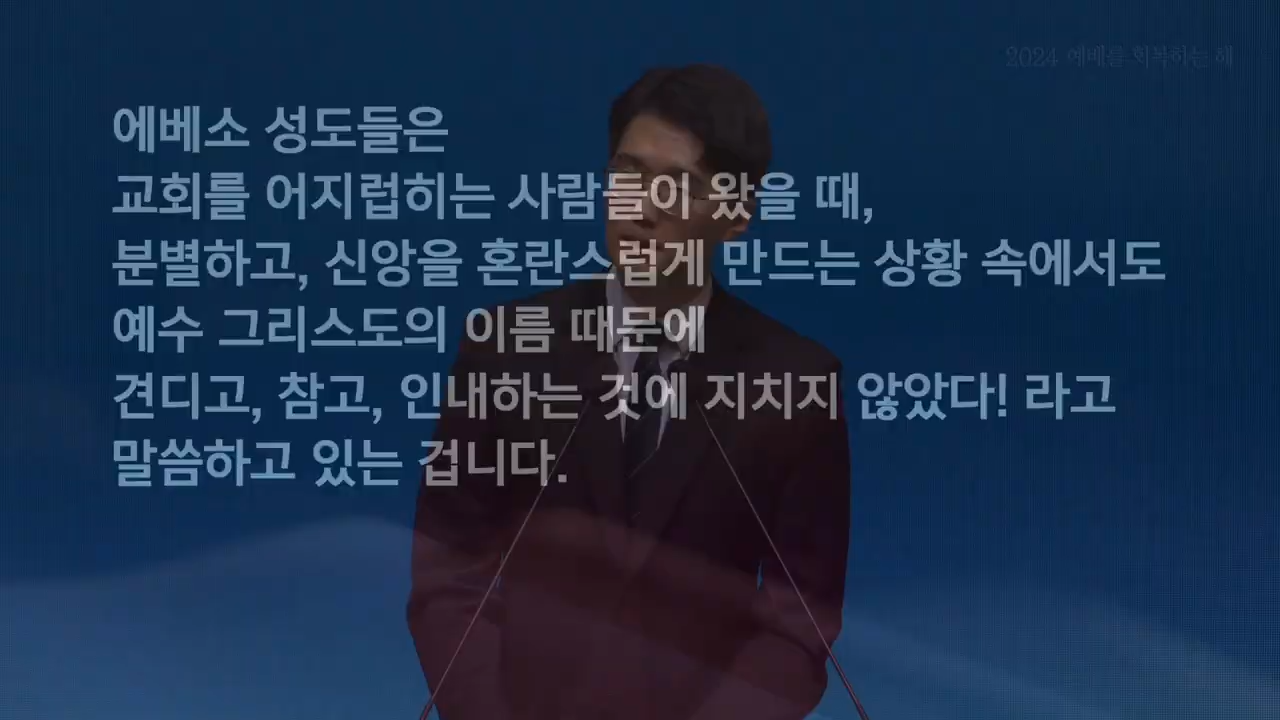 2024 예배를 회복하는 해
에베소 성도들은
교회를 어지럽히는 사람들이 왔을 때,
분별하고, 신앙을 혼란스럽게 만드는 상황 속에서도
예수 그리스도의 이름 때문에
견디고, 참고, 인내하는 것에 지치지 않았다! 라고
말씀하고 있는 겁니다.